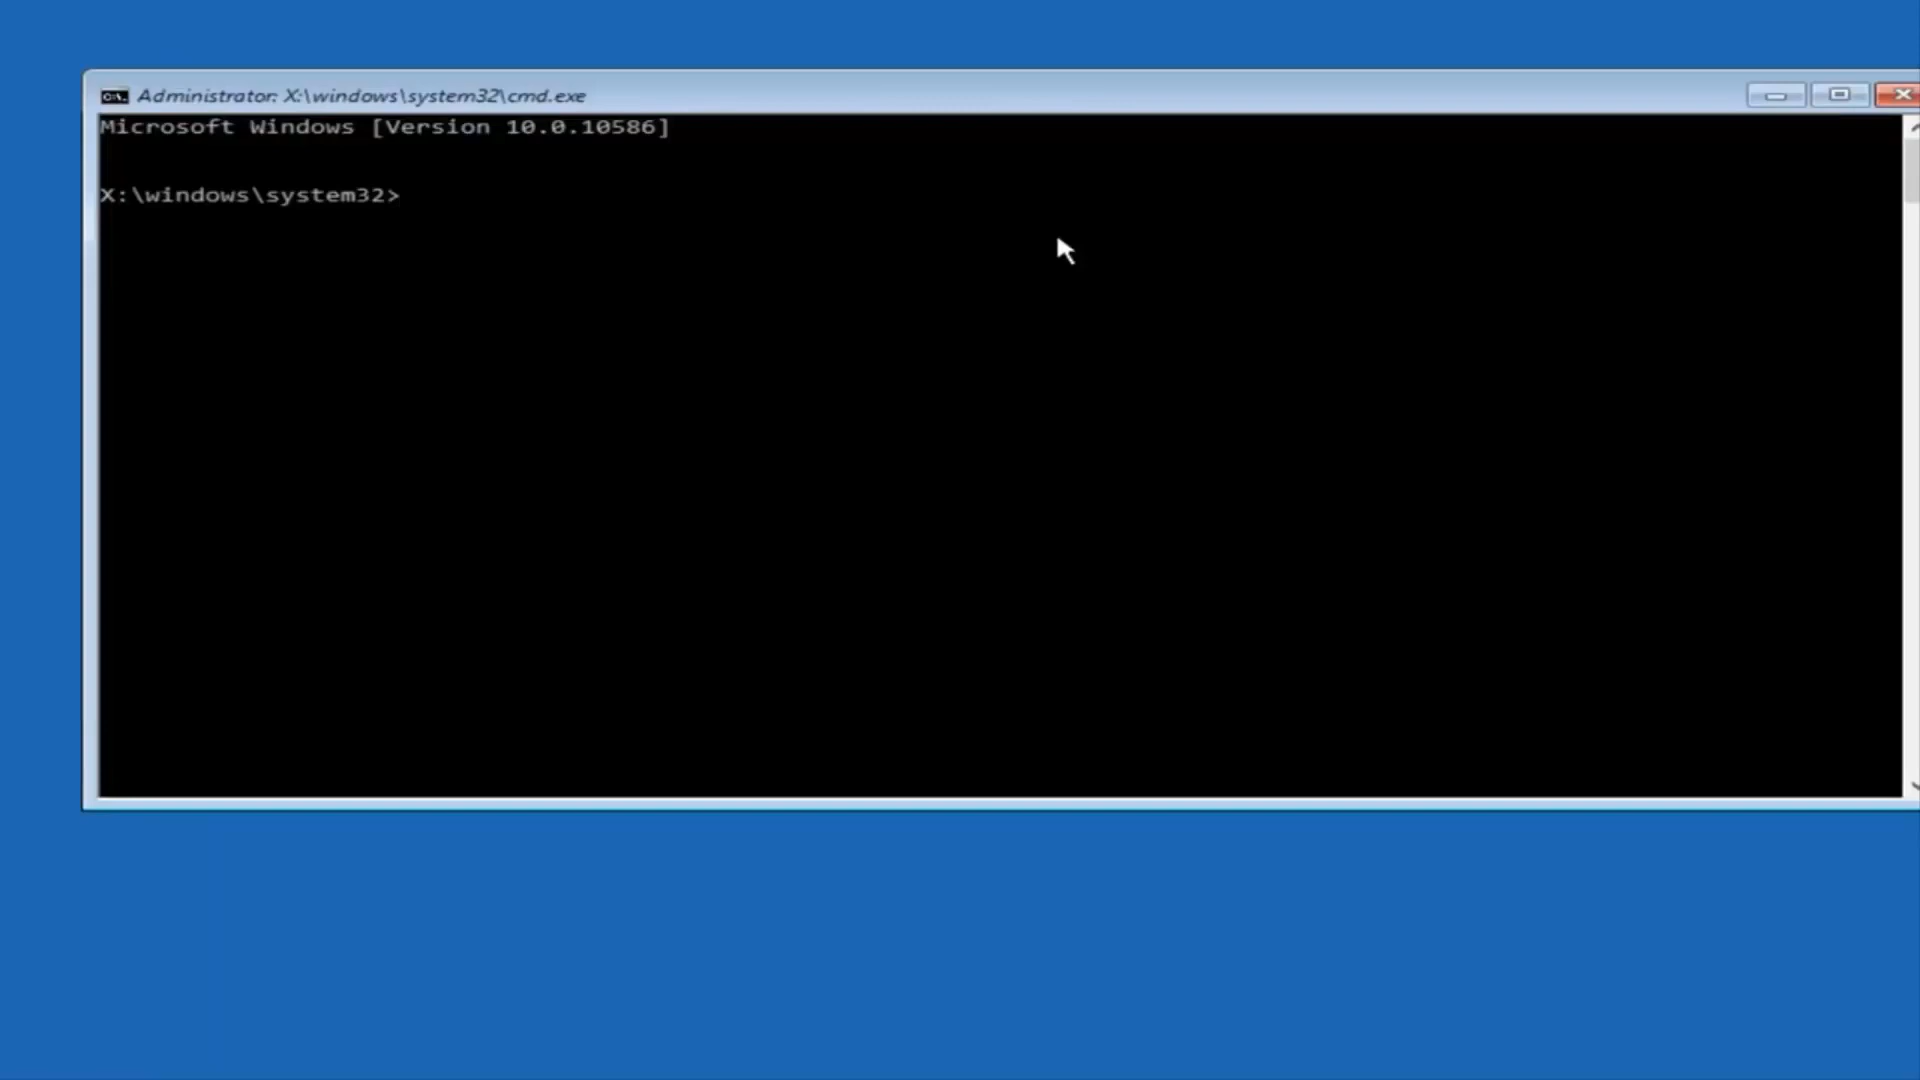 Administrator: X:\windows\system32\cmd.exe
Microsoft Windows [Version 10.0.10586]
X:\windows\system32>